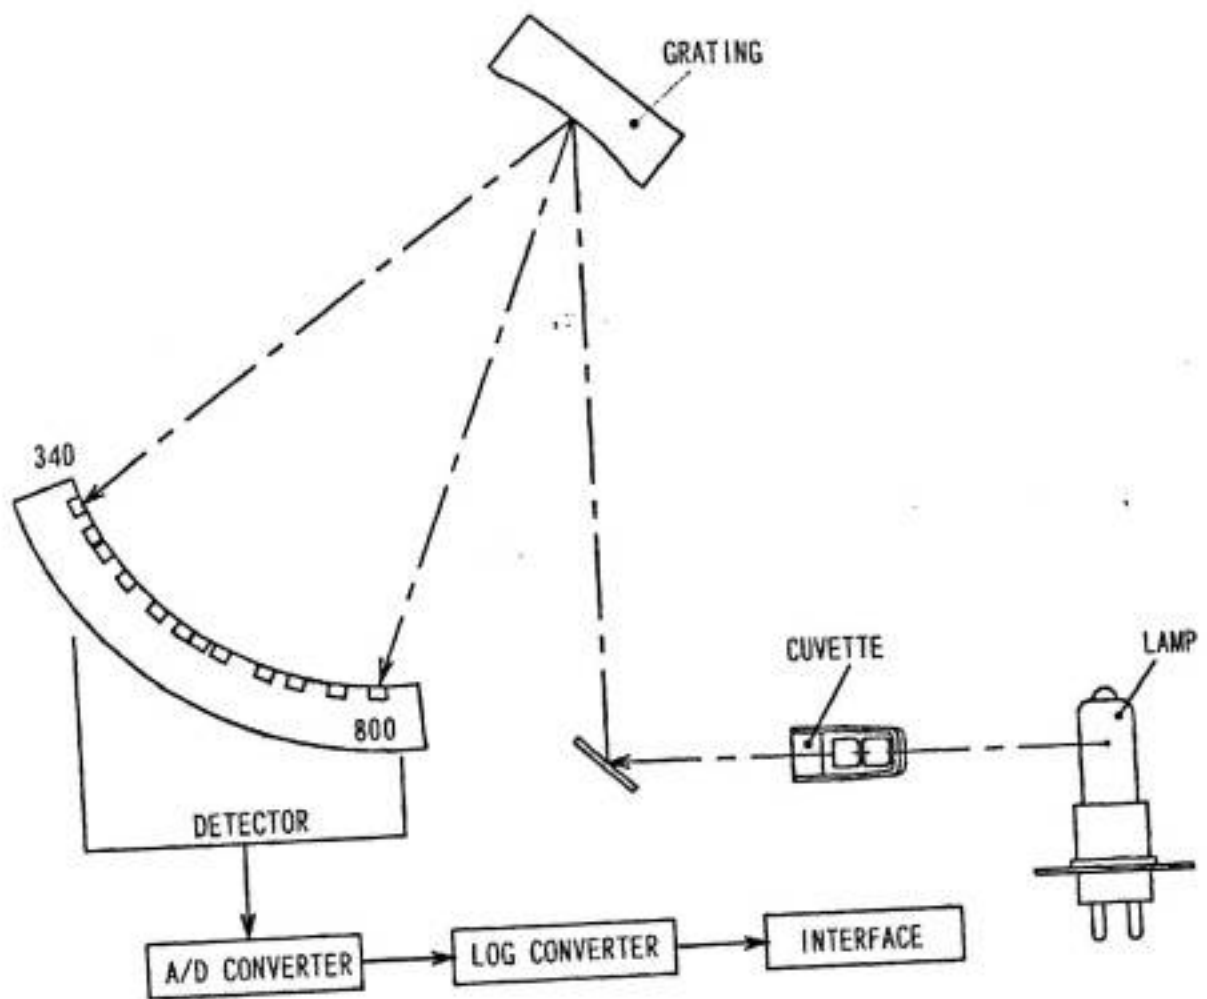 GRATING
340
CUVETTE
LAMP
800
DETECTOR
A/D CONVERTER
LOG CONVERTER
INTERFACE